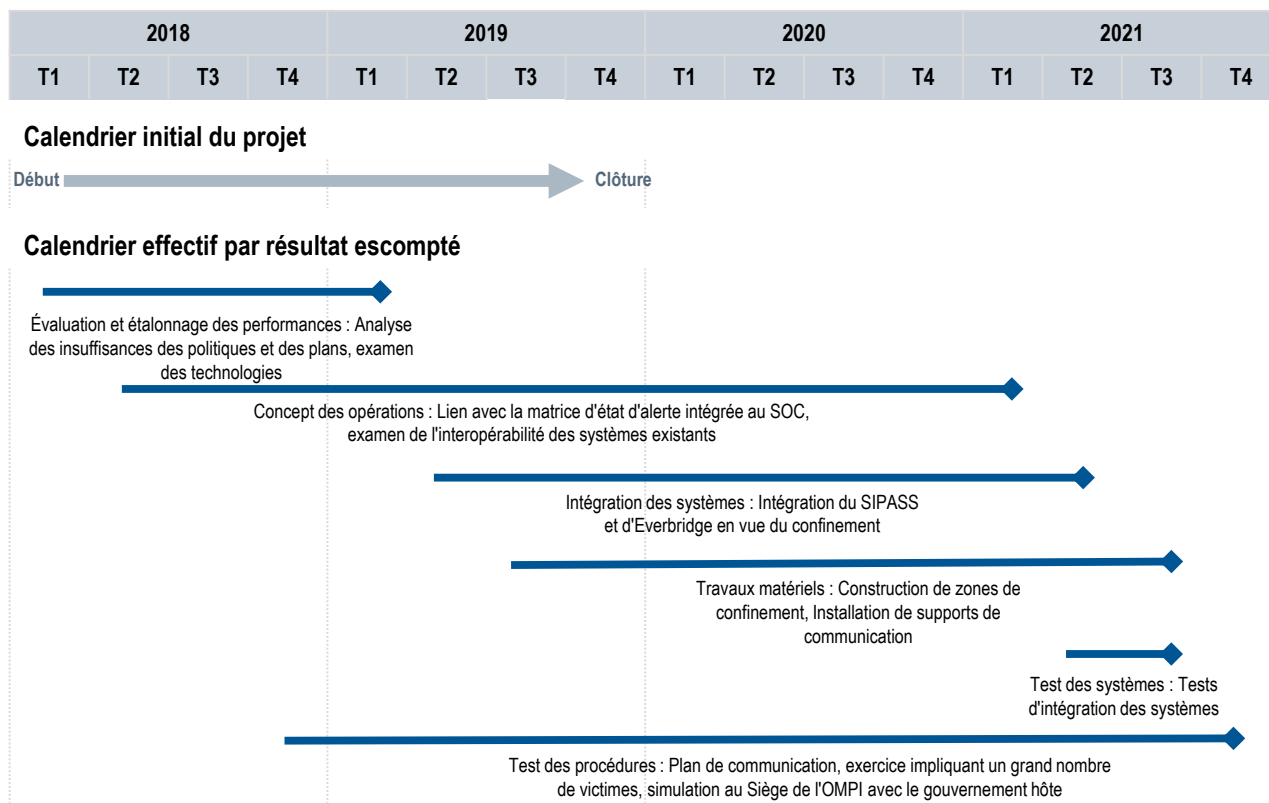 2018 2019 2020 2021
T1 T2 T3 T4 T1 T2 T3 T4 T1 T2 T3 T4 T1 T2 T3 T4
Calendrier initial du projet
Début Clôture
Calendrier effectif par résultat escompté
Évaluation et étalonnage des performances : Analyse
des insuffisances des politiques et des plans, examen
des technologies
Concept des opérations : Lien avec la matrice d'état d'alerte intégrée au SOC,
examen de l'interopérabilité des systèmes existants
Intégration des systèmes : Intégration du SIPASS
et d'Everbridge en vue du confinement
Travaux matériels : Construction de zones de
confinement, Installation de supports de
communication
Test des systèmes : Tests
d'intégration des systèmes
Test des procédures : Plan de communication, exercice impliquant un grand nombre
de victimes, simulation au Siège de l'OMPI avec le gouvernement hôte